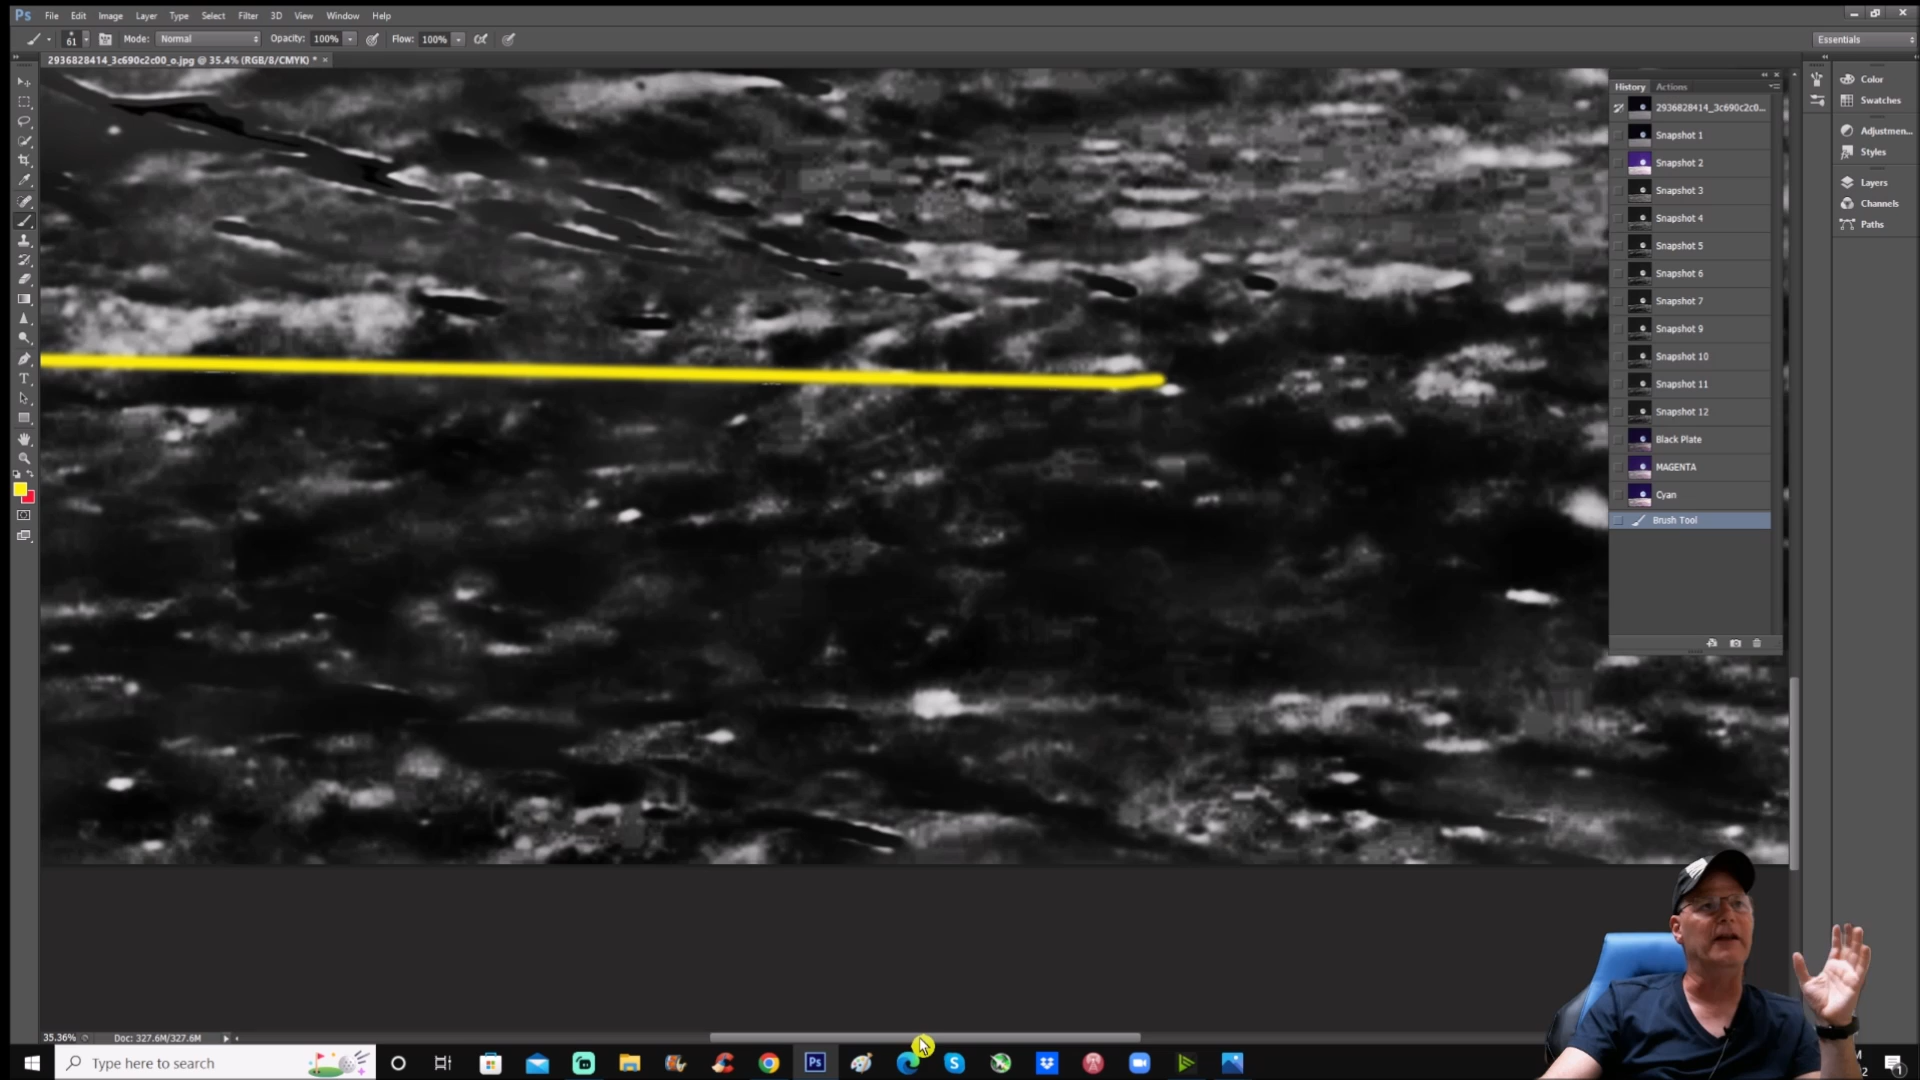 Ps File Edit Image Layer Type Select Filter 3D View Window Help
61 Mode: Normal Opacity: 100% Flow: 100% Essentials
2936828414_3c690c2c00_o.jpg @ 35.4% (RGB/8/CMYK) * ×
History Actions
2936828414_3c690c2c0...
Snapshot 1
Snapshot 2
Snapshot 3
Snapshot 4
Snapshot 5
Snapshot 6
Snapshot 7
Snapshot 9
Snapshot 10
Snapshot 11
Snapshot 12
Black Plate
MAGENTA
Cyan
Brush Tool
Color
Swatches
Adjustmen...
Styles
Layers
Channels
Paths
35.36% Doc: 327.6M/327.6M
Type here to search
Ps